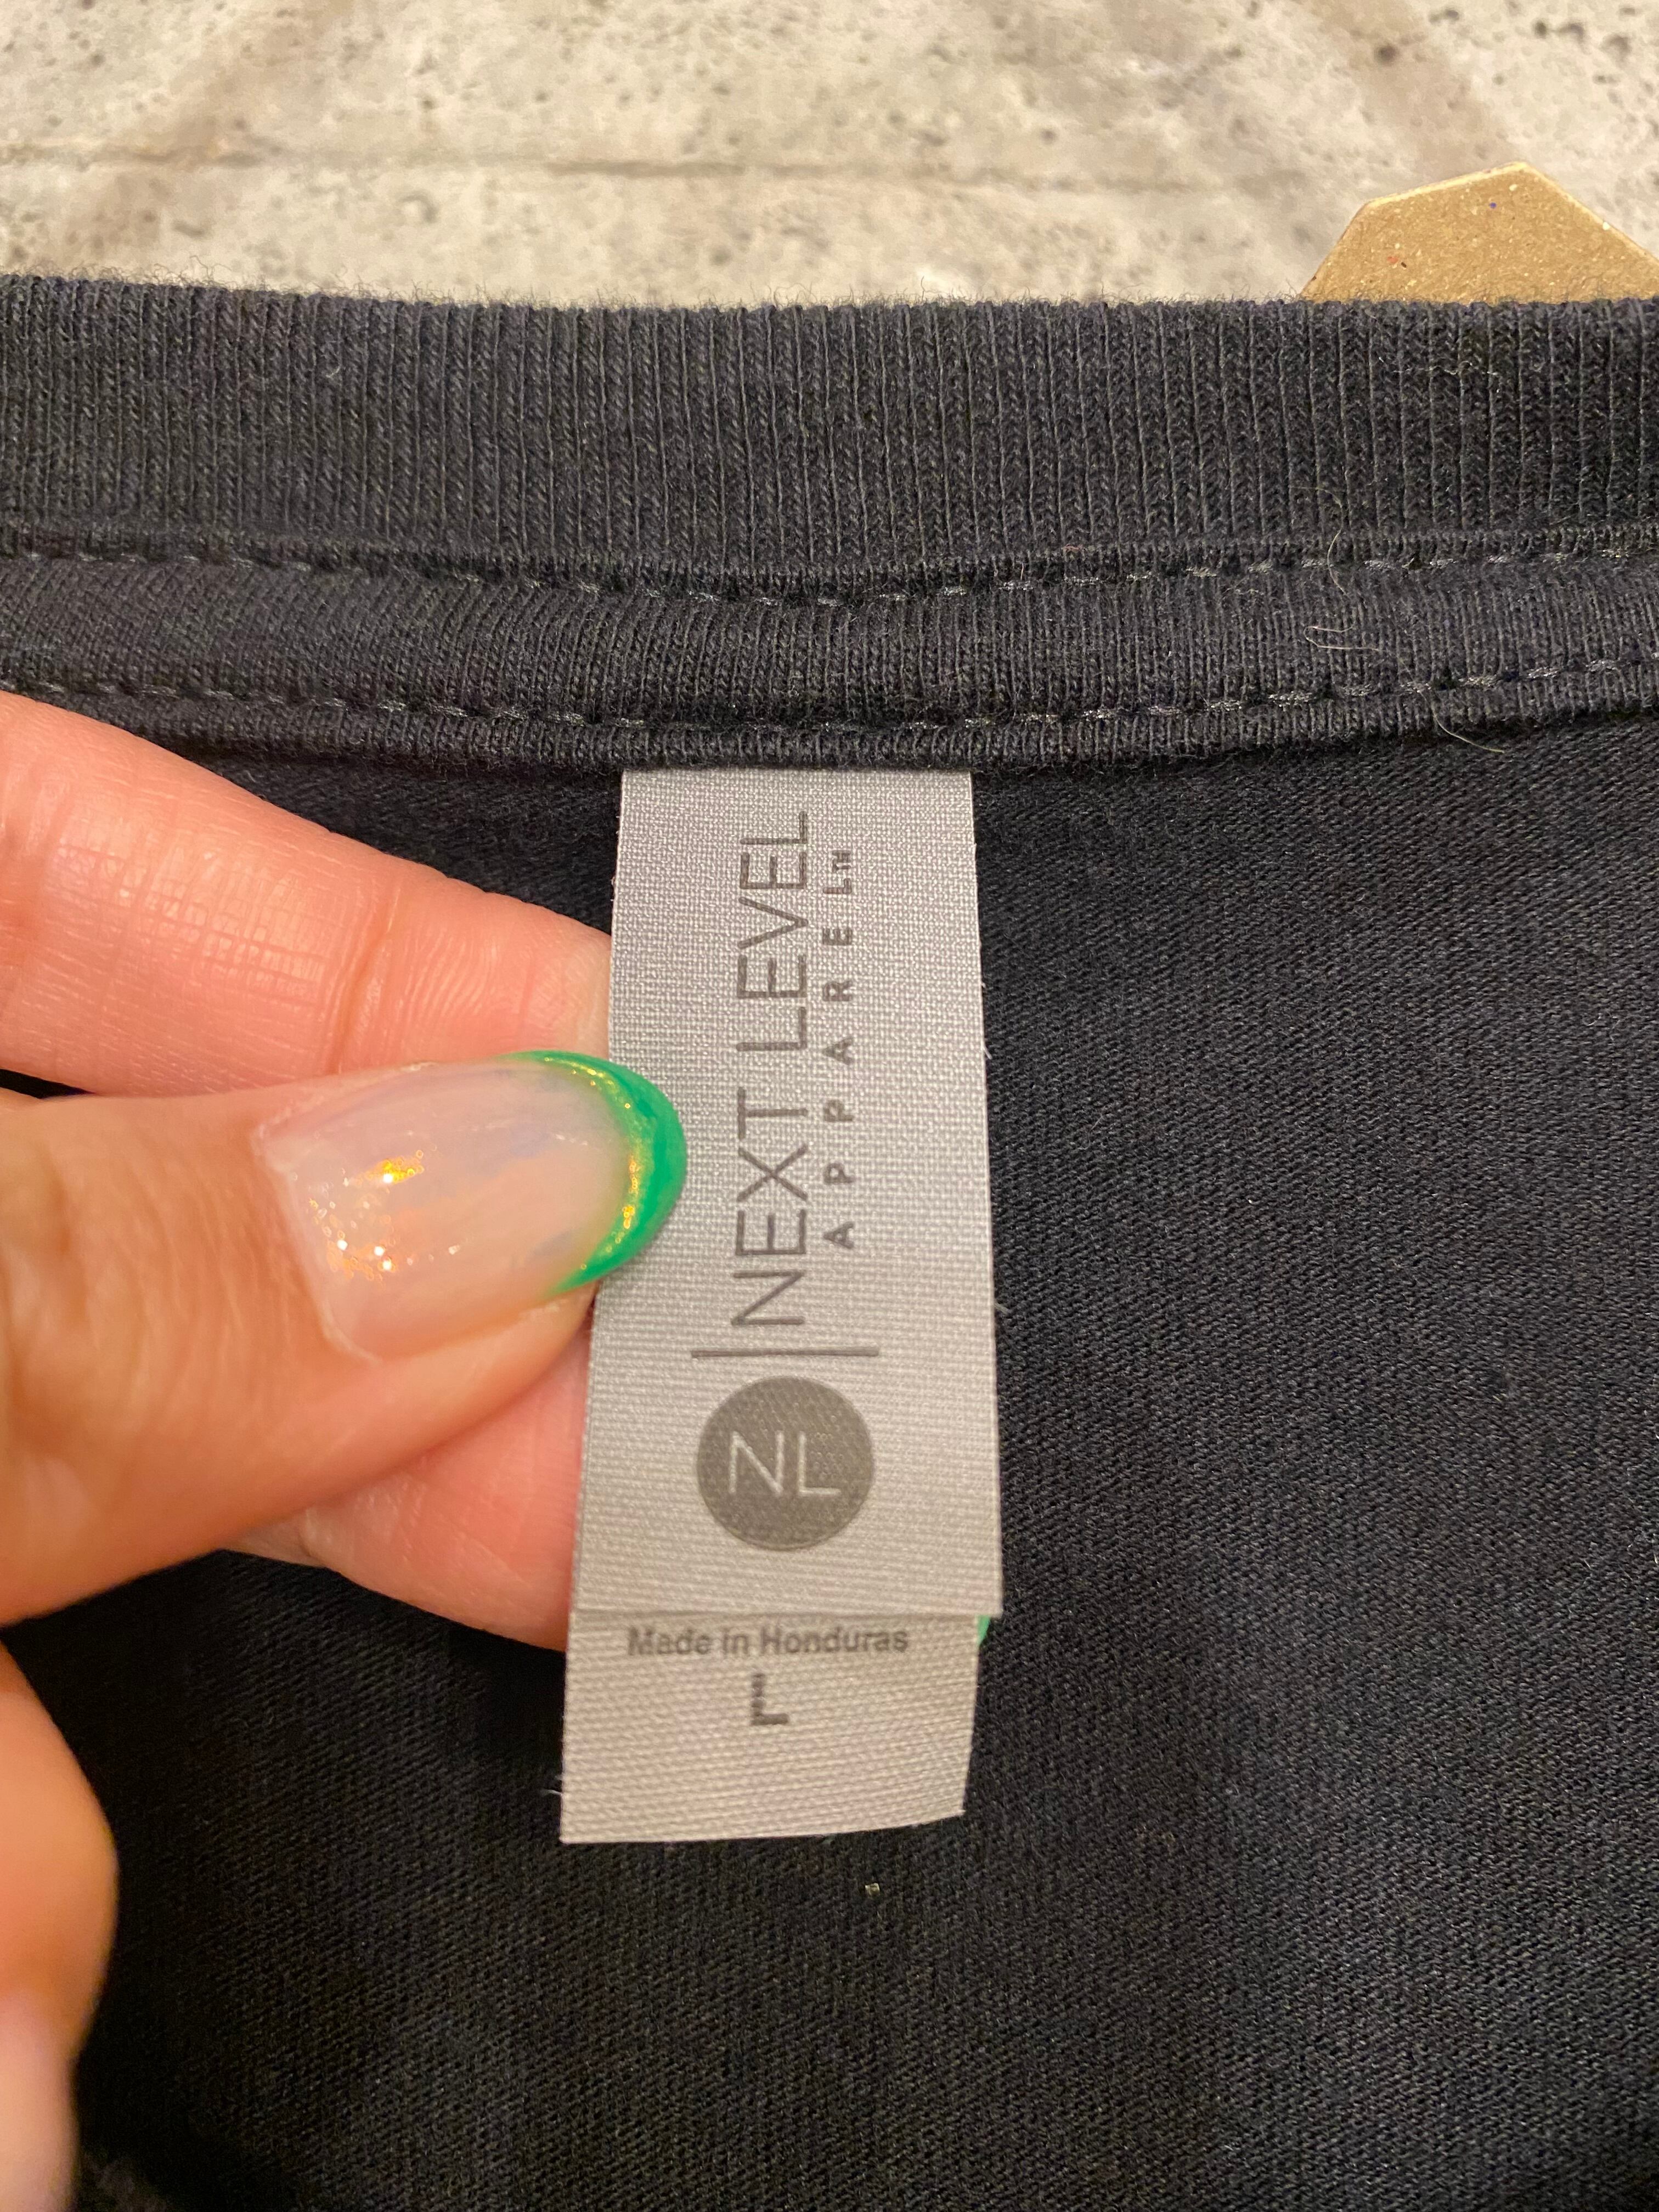 NEXT LEVEL
APPAREL
NL
Made in Honduras
L